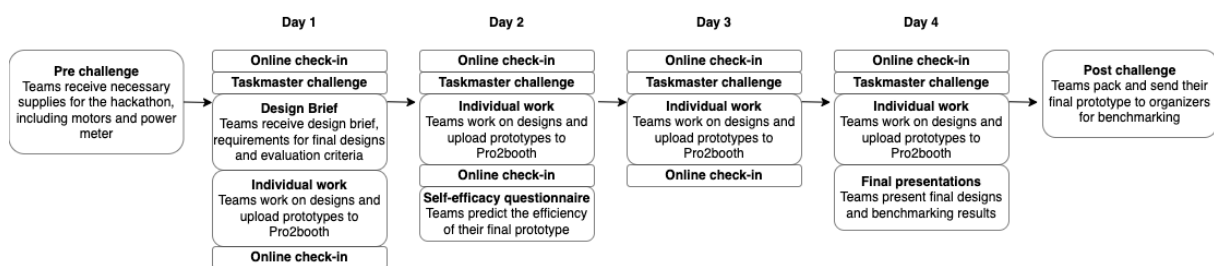 Day 1
Day 2
Day 3
Day 4
Pre challenge
Teams receive necessary
supplies for the hackathon,
including motors and power
meter
Online check-in
Taskmaster challenge
Design Brief
Teams receive design brief,
requirements for final designs
and evaluation criteria
Individual work
Teams work on designs and
upload prototypes to
Pro2booth
Online check-in
Online check-in
Taskmaster challenge
Individual work
Teams work on designs and
upload prototypes to
Pro2booth
Online check-in
Self-efficacy questionnaire
Teams predict the efficiency
of their final prototype
Online check-in
Taskmaster challenge
Individual work
Teams work on designs and
upload prototypes to
Pro2booth
Online check-in
Online check-in
Taskmaster challenge
Individual work
Teams work on designs and
upload prototypes to
Pro2booth
Final presentations
Teams present final designs
and benchmarking results
Post challenge
Teams pack and send their
final prototype to organizers
for benchmarking